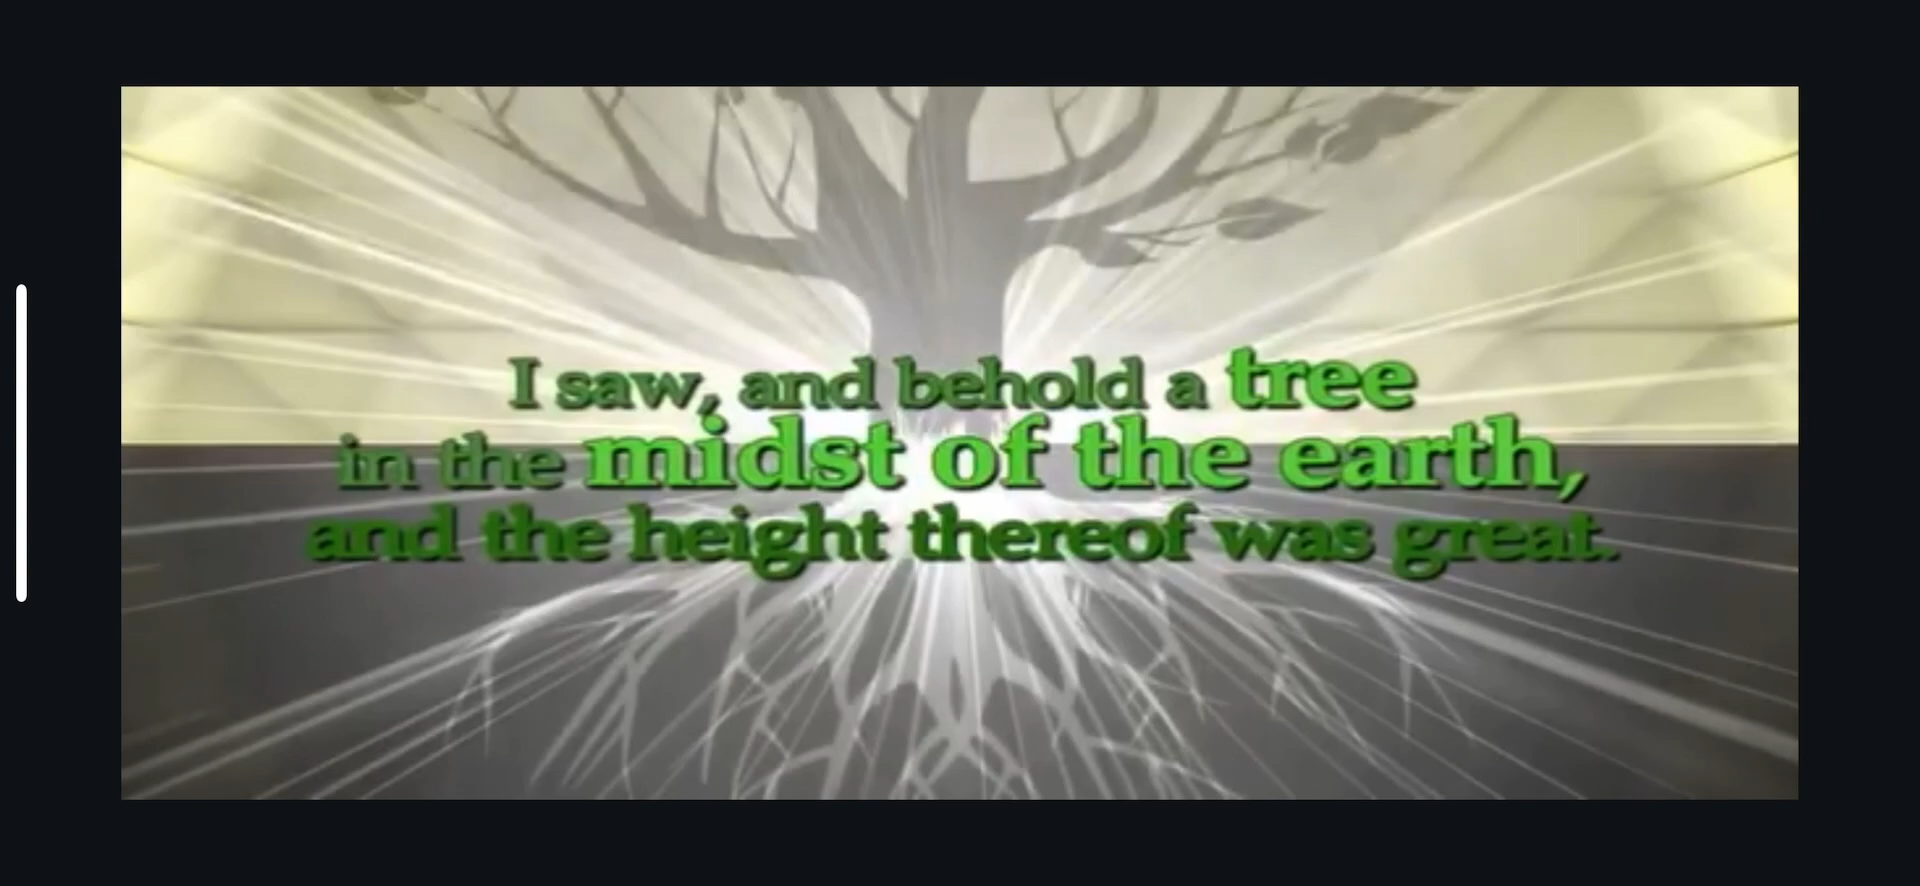 I saw, and behold a tree
in the midst of the earth,
and the height thereof was great.